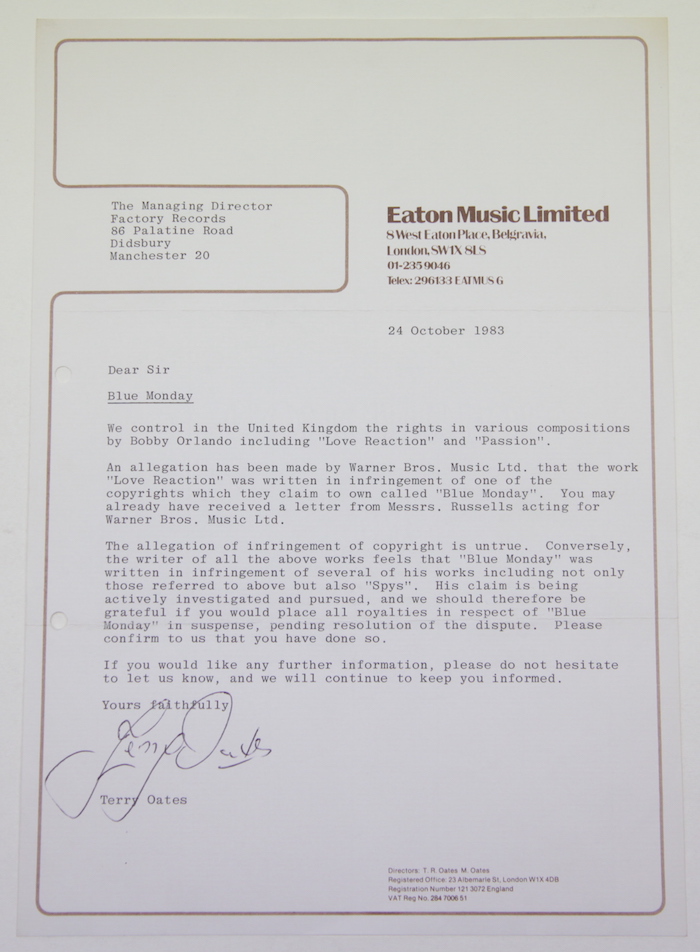 The Managing Director
Factory Records
86 Palatine Road
Didsbury
Manchester 20
Eaton Music Limited
8 West Eaton Place, Belgravia,
London, SW1X 8LS
01-235 9046
Telex: 296133 EATMUS G
24 October 1983
Dear Sir
Blue Monday
We control in the United Kingdom the rights in various compositions
by Bobby Orlando including "Love Reaction" and "Passion".
An allegation has been made by Warner Bros. Music Ltd. that the work
"Love Reaction" was written in infringement of one of the
copyrights which they claim to own called "Blue Monday".  You may
already have received a letter from Messrs. Russells acting for
Warner Bros. Music Ltd.
The allegation of infringement of copyright is untrue.  Conversely,
the writer of all the above works feels that "Blue Monday" was
written in infringement of several of his works including not only
those referred to above but also "Spys".  His claim is being
actively investigated and pursued, and we should therefore be
grateful if you would place all royalties in respect of "Blue
Monday" in suspense, pending resolution of the dispute.  Please
confirm to us that you have done so.
If you would like any further information, please do not hesitate
to let us know, and we will continue to keep you informed.
Yours faithfully
Terry Oates
Terry Oates
Directors: T. R. Oates M. Oates
Registered Office: 23 Albemarle St, London W1X 4DB
Registration Number 121 3072 England
VAT Reg No. 284 7006 51